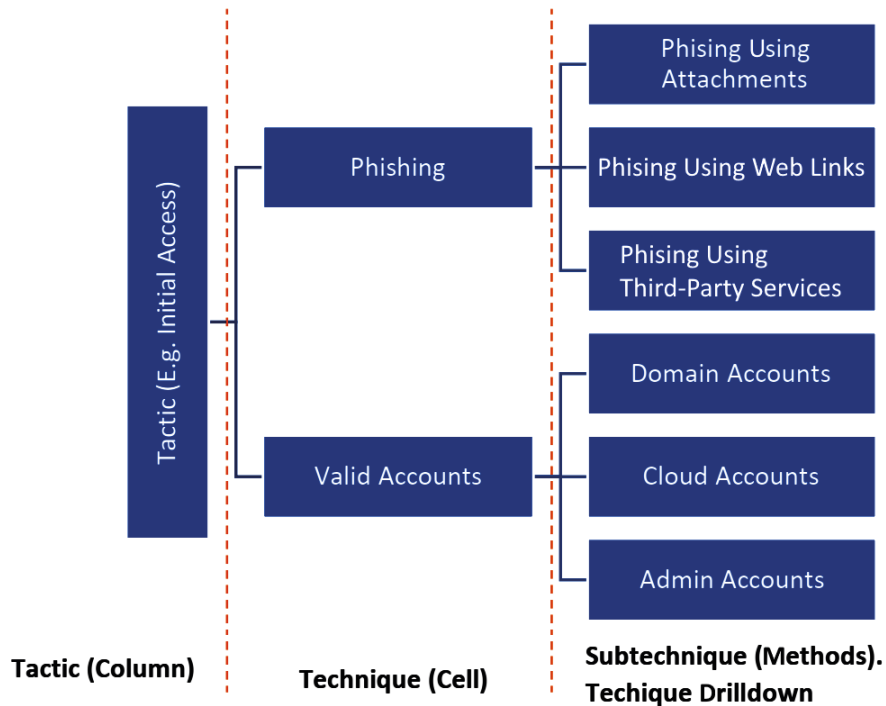 Tactic (E.g. Initial Access)
Phishing
Valid Accounts
Phising Using
Attachments
Phising Using Web Links
Phising Using
Third-Party Services
Domain Accounts
Cloud Accounts
Admin Accounts
Tactic (Column)
Technique (Cell)
Subtechnique (Methods).
Techique Drilldown